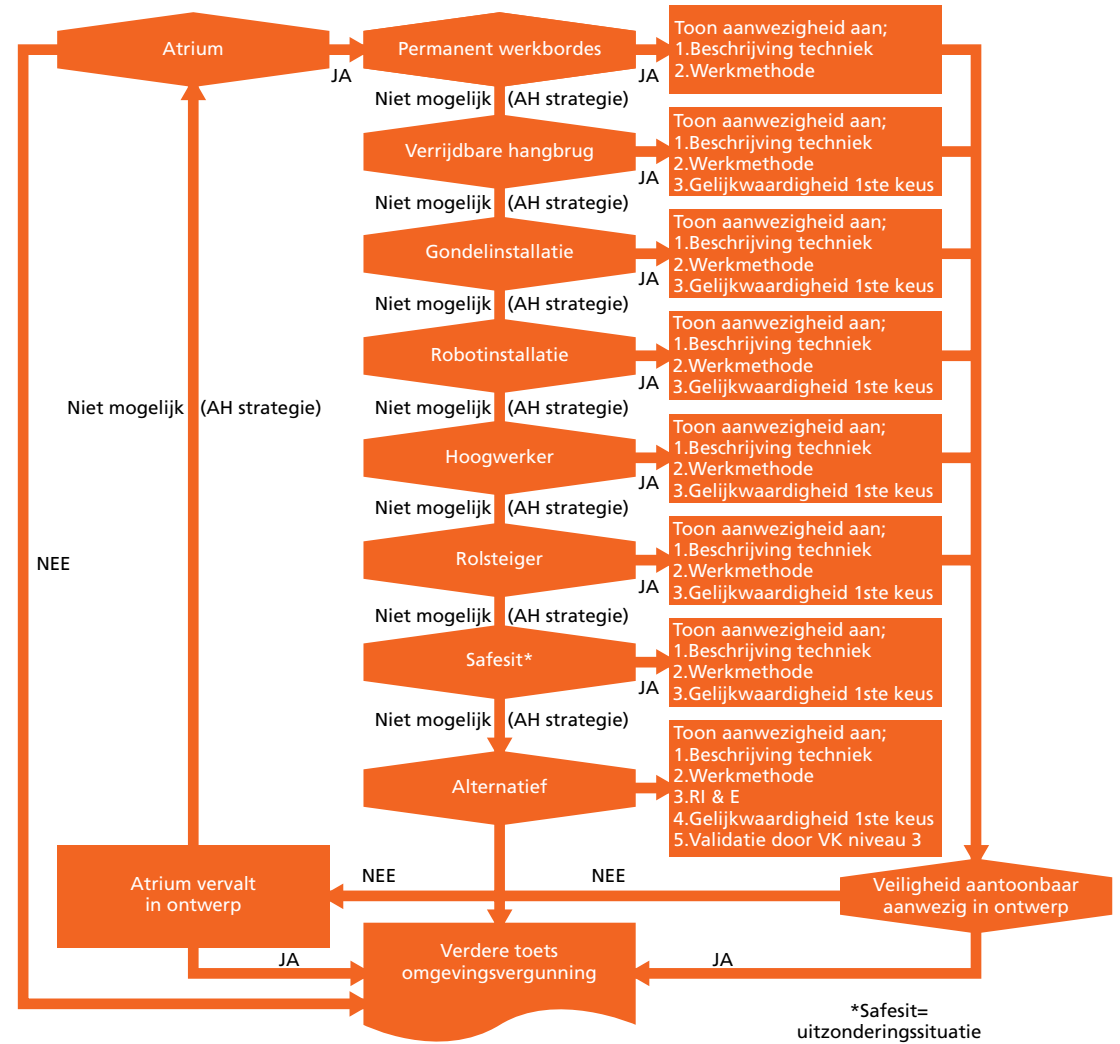 Atrium
JA
Permanent werkbordes
JA
Toon aanwezigheid aan;
1.Beschrijving techniek
2.Werkmethode
Niet mogelijk (AH strategie)
Verrijdbare hangbrug
JA
Toon aanwezigheid aan;
1.Beschrijving techniek
2.Werkmethode
3.Gelijkwaardigheid 1ste keus
Niet mogelijk (AH strategie)
Gondelinstallatie
JA
Toon aanwezigheid aan;
1.Beschrijving techniek
2.Werkmethode
3.Gelijkwaardigheid 1ste keus
Niet mogelijk (AH strategie)
Robotinstallatie
JA
Toon aanwezigheid aan;
1.Beschrijving techniek
2.Werkmethode
3.Gelijkwaardigheid 1ste keus
Niet mogelijk (AH strategie)
Niet mogelijk (AH strategie)
Hoogwerker
JA
Toon aanwezigheid aan;
1.Beschrijving techniek
2.Werkmethode
3.Gelijkwaardigheid 1ste keus
Niet mogelijk (AH strategie)
NEE
Rolsteiger
JA
Toon aanwezigheid aan;
1.Beschrijving techniek
2.Werkmethode
3.Gelijkwaardigheid 1ste keus
Niet mogelijk (AH strategie)
Safesit*
JA
Toon aanwezigheid aan;
1.Beschrijving techniek
2.Werkmethode
3.Gelijkwaardigheid 1ste keus
Niet mogelijk (AH strategie)
Alternatief
Toon aanwezigheid aan;
1.Beschrijving techniek
2.Werkmethode
3.RI & E
4.Gelijkwaardigheid 1ste keus
5.Validatie door VK niveau 3
Atrium vervalt
in ontwerp
NEE
NEE
Veiligheid aantoonbaar
aanwezig in ontwerp
JA
Verdere toets
omgevingsvergunning
JA
*Safesit=
uitzonderingssituatie